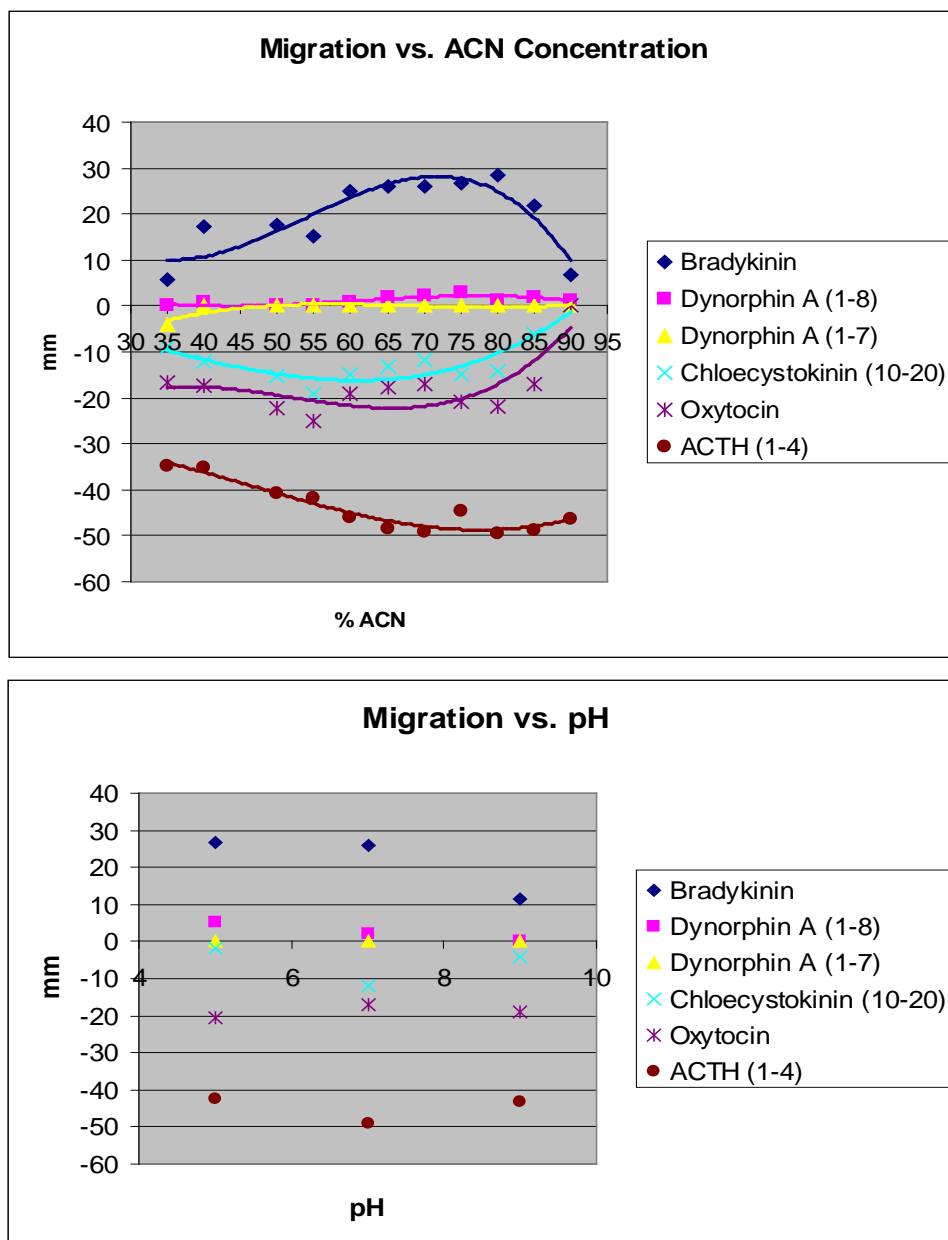 Migration vs. ACN Concentration
40
30
20
10
0
-10
-20
-30
-40
-50
-60
30 35 40 45 50 55 60 65 70 75 80 85 90 95
mm
% ACN
Bradykinin
Dynorphin A (1-8)
Dynorphin A (1-7)
Chloecystokinin (10-20)
Oxytocin
ACTH (1-4)
Migration vs. pH
40
30
20
10
0
-10
-20
-30
-40
-50
-60
4 6 8 10
mm
pH
Bradykinin
Dynorphin A (1-8)
Dynorphin A (1-7)
Chloecystokinin (10-20)
Oxytocin
ACTH (1-4)